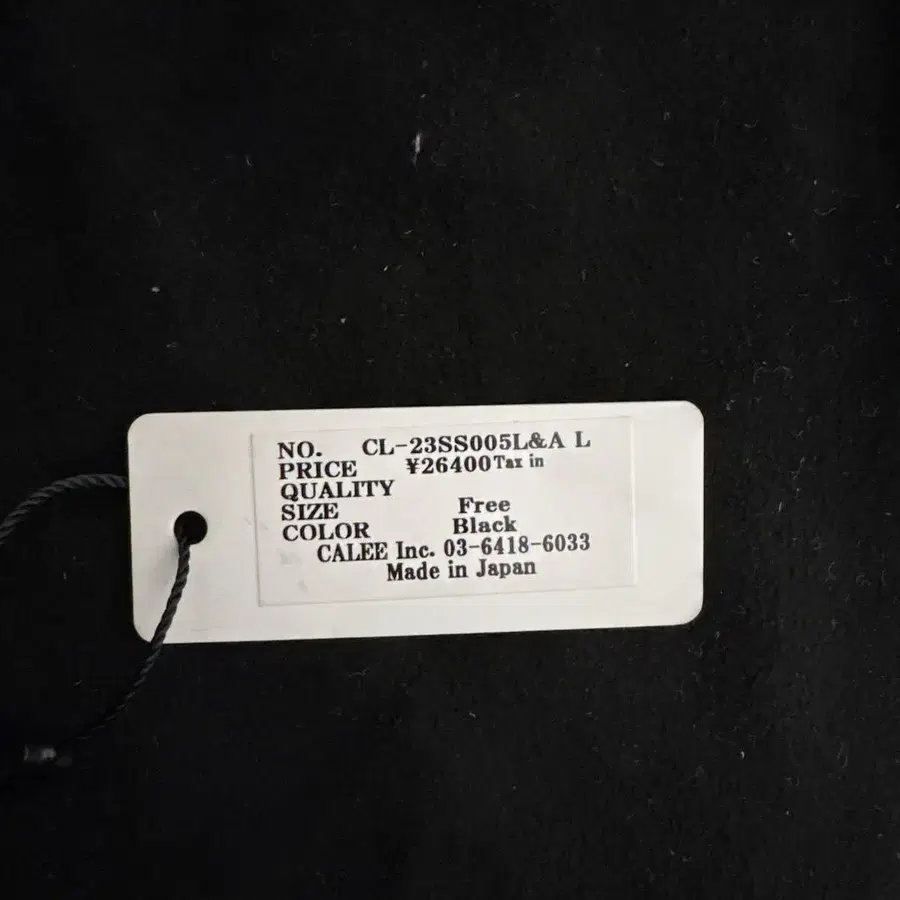 NO. CL-23SS005L&A L
PRICE ¥26400 Tax in
QUALITY
SIZE Free
COLOR Black
CALEE Inc. 03-6418-6033
Made in Japan